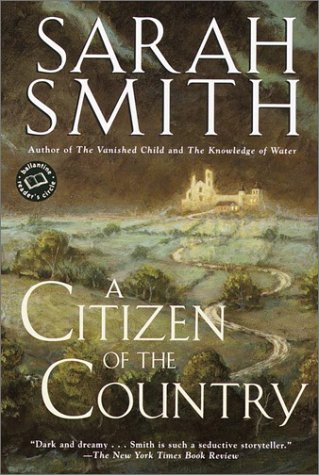 SARAH
SMITH
Author of The Vanished Child and The Knowledge of Water
ballantine
reader's circle
A
CITIZEN
OF THE
COUNTRY
"Dark and dreamy . . . Smith is such a seductive storyteller."
—The New York Times Book Review